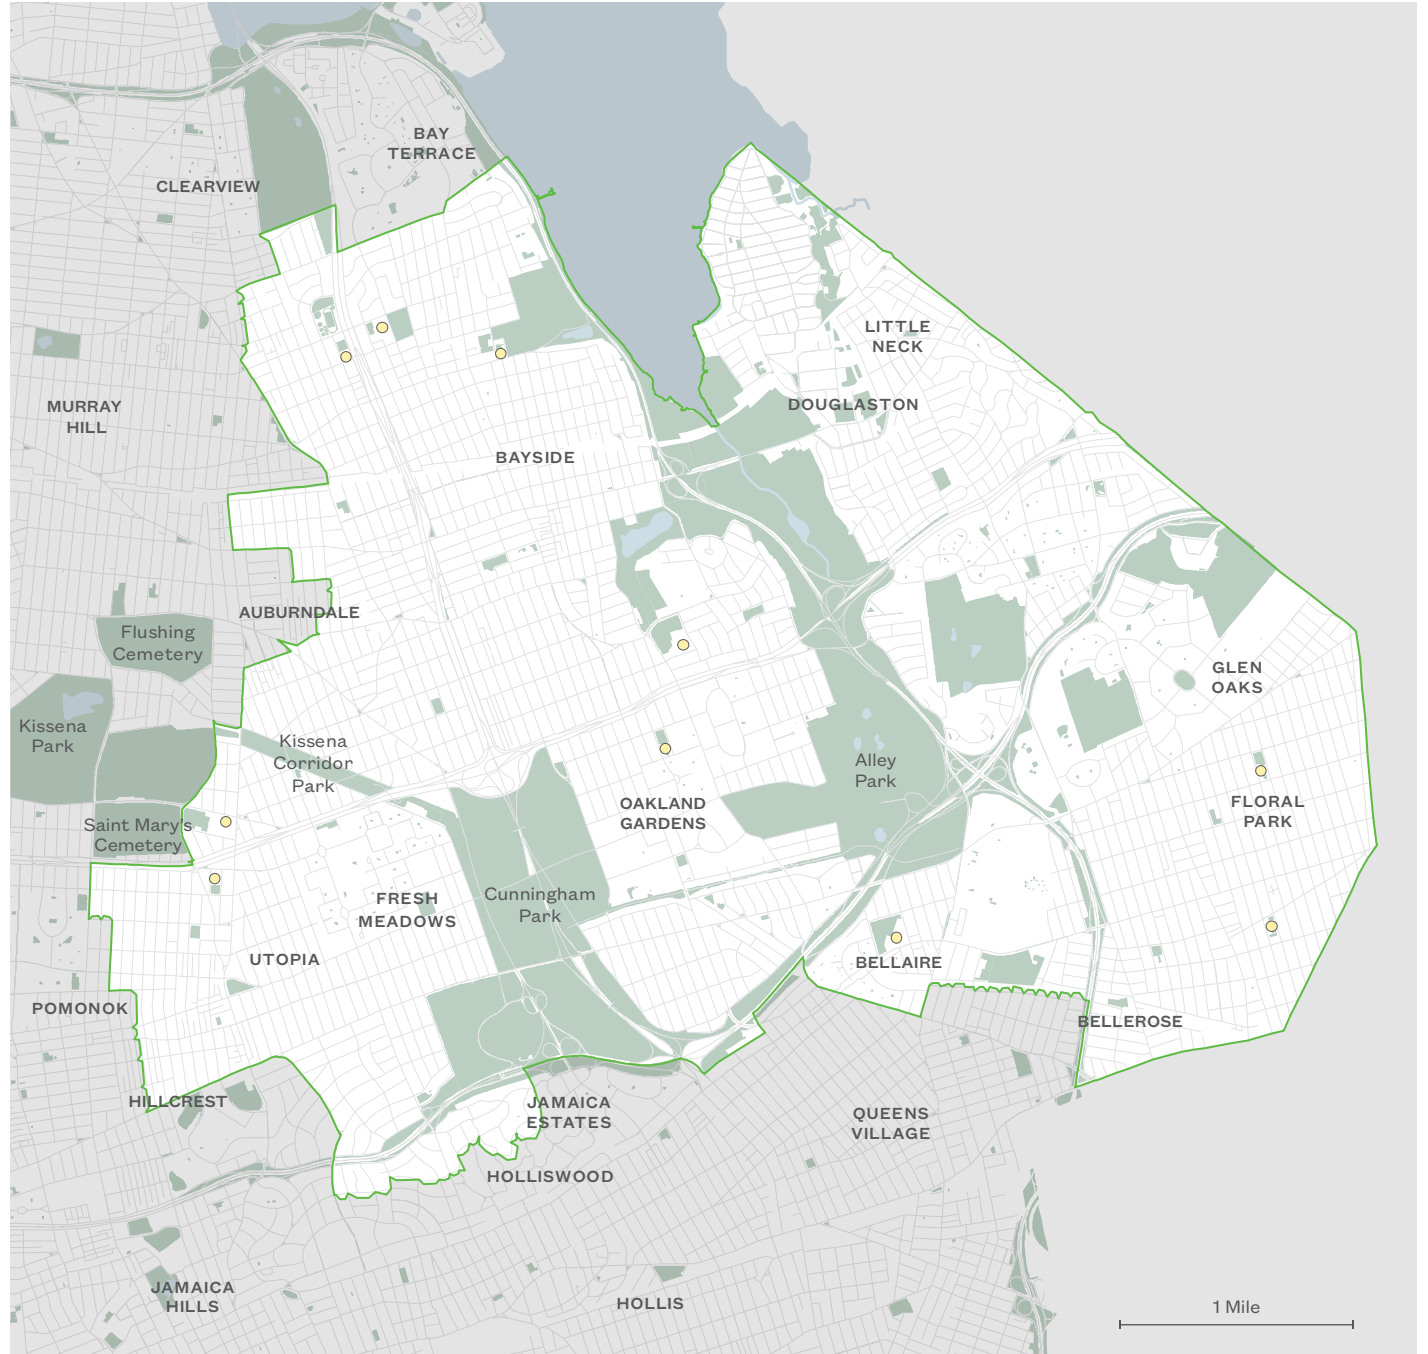 BAY
TERRACE
CLEARVIEW
LITTLE
NECK
MURRAY
HILL
DOUGLASTON
BAYSIDE
AUBURNDALE
Flushing
Cemetery
GLEN
OAKS
Kissena
Park
Kissena
Corridor
Park
Alley
Park
OAKLAND
GARDENS
FLORAL
PARK
Saint Mary's
Cemetery
FRESH
MEADOWS
Cunningham
Park
UTOPIA
BELLAIRE
POMONOK
BELLEROSE
HILLCREST
JAMAICA
ESTATES
QUEENS
VILLAGE
HOLLISWOOD
JAMAICA
HILLS
HOLLIS
1 Mile